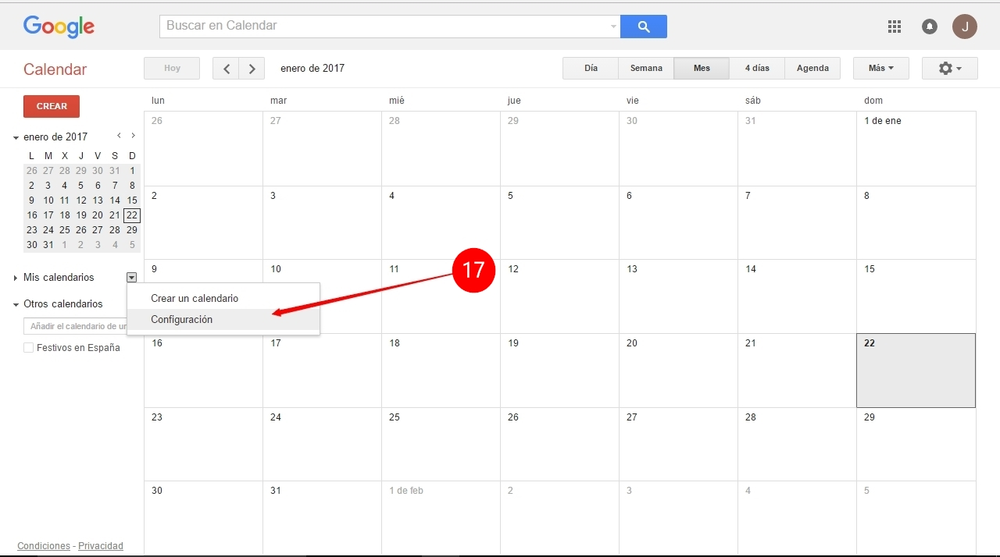 Google
Buscar en Calendar
J
Calendar
Hoy
enero de 2017
Día Semana Mes 4 días Agenda
Más
CREAR
enero de 2017
L M X J V S D
26 27 28 29 30 31 1
2 3 4 5 6 7 8
9 10 11 12 13 14 15
16 17 18 19 20 21 22
23 24 25 26 27 28 29
30 31 1 2 3 4 5
Mis calendarios
Crear un calendario
Configuración
Otros calendarios
Añadir el calendario de un
Festivos en España
Condiciones - Privacidad
lun mar mié jue vie sáb dom
26 27 28 29 30 31 1 de ene
2 3 4 5 6 7 8
9 10 11 12 13 14 15
17
16 17 18 19 20 21 22
23 24 25 26 27 28 29
30 31 1 de feb 2 3 4 5